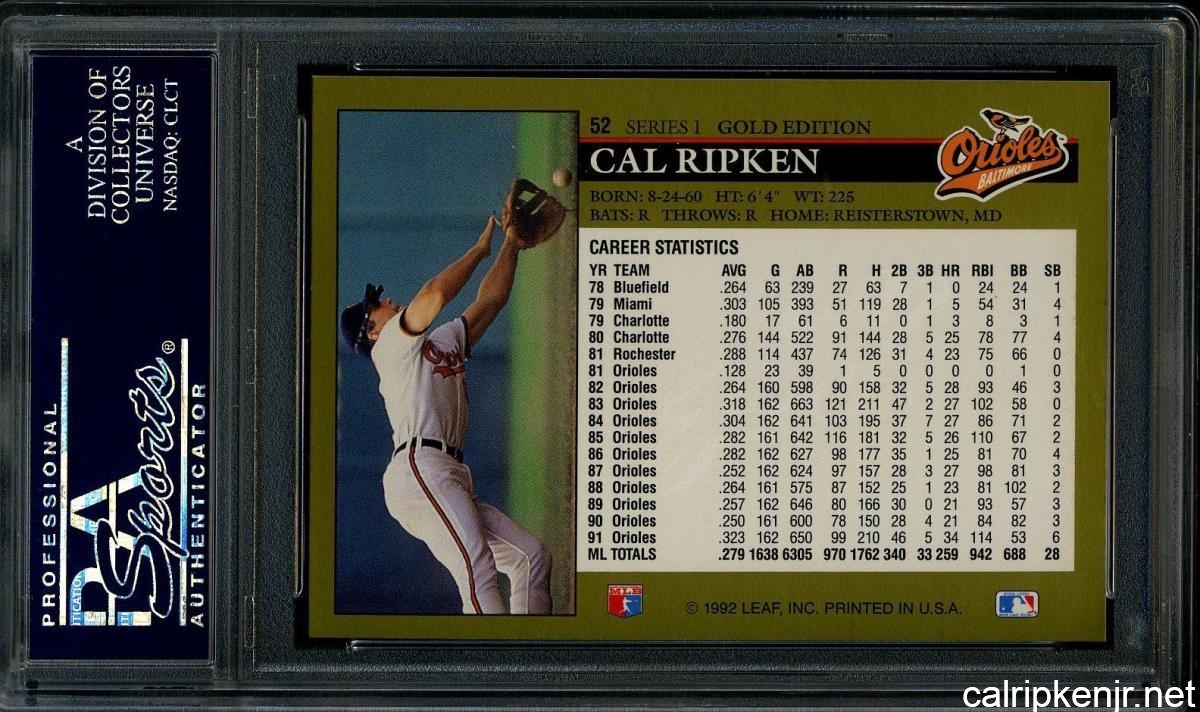 A
DIVISION OF
COLLECTORS
UNIVERSE
NASDAQ: CLCT
PROFESSIONAL
PSA
Sports®
AUTHENTICATOR
52 SERIES 1 GOLD EDITION
CAL RIPKEN
Orioles
BALTIMORE
BORN: 8-24-60 HT: 6'4" WT: 225
BATS: R THROWS: R HOME: REISTERSTOWN, MD
CAREER STATISTICS
YR TEAM AVG G AB R H 2B 3B HR RBI BB SB
78 Bluefield .264 63 239 27 63 7 1 0 24 24 1
79 Miami .303 105 393 51 119 28 1 5 54 31 4
79 Charlotte .180 17 61 6 11 0 1 3 8 3 1
80 Charlotte .276 144 522 91 144 28 5 25 78 77 4
81 Rochester .288 114 437 74 126 31 4 23 75 66 0
81 Orioles .128 23 39 1 5 0 0 0 0 1 0
82 Orioles .264 160 598 90 158 32 5 28 93 46 3
83 Orioles .318 162 663 121 211 47 2 27 102 58 0
84 Orioles .304 162 641 103 195 37 7 27 86 71 2
85 Orioles .282 161 642 116 181 32 5 26 110 67 2
86 Orioles .282 162 627 98 177 35 1 25 81 70 4
87 Orioles .252 162 624 97 157 28 3 27 98 81 3
88 Orioles .264 161 575 87 152 25 1 23 81 102 2
89 Orioles .257 162 646 80 166 30 0 21 93 57 3
90 Orioles .250 161 600 78 150 28 4 21 84 82 3
91 Orioles .323 162 650 99 210 46 5 34 114 53 6
ML TOTALS .279 1638 6305 970 1762 340 33 259 942 688 28
MLB
© 1992 LEAF, INC. PRINTED IN U.S.A.
calripkenjr.net